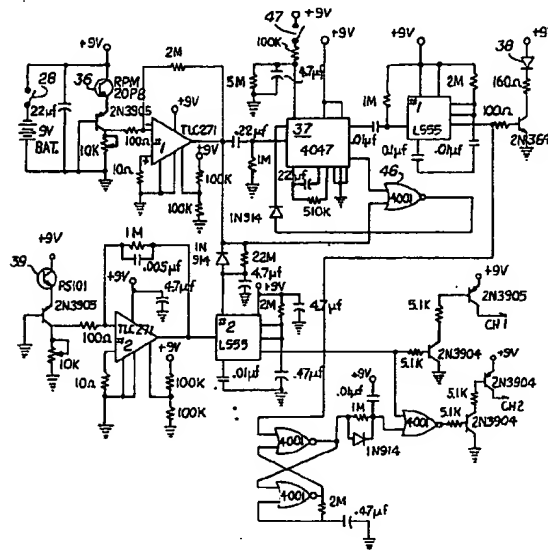 47
+9V
+9V
+9V
+9V
38
28
36
RPM
20PB
2M
100K
4.7µf
5M
2M
160Ω
22µf
2N3905
+9V
1M
#1
L555
100Ω
9V
BAT.
10K
100Ω
#1
TLC271
+9V
.22µf
37
4047
.01µf
0.1µf
.01µf
2N364
10Ω
100K
1M
22µf
46
100K
1N914
510K
4001
39
+9V
1M
1N
914
22M
RS101
.005µf
+9V
4.7µf
+9V
+9V
2N3905
4.7µf
2M
4.7µf
5.1K
2N3905
100Ω
TLC271
#2
#2
L555
CH1
10K
+9V
5.1K
2N3904
+9V
10Ω
100K
.01µf
.47µf
+9V
5.1K
2N3904
100K
.01µf
1M
5.1K
CH2
4001
4001
2N3904
1N914
4001
2M
.47µf